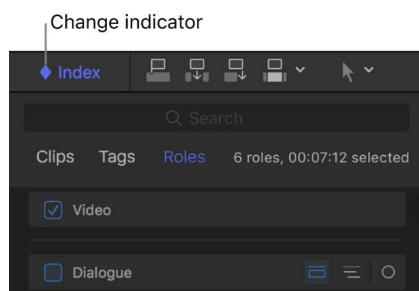 Change indicator
Index
Search
Clips Tags Roles 6 roles, 00:07:12 selected
Video
Dialogue